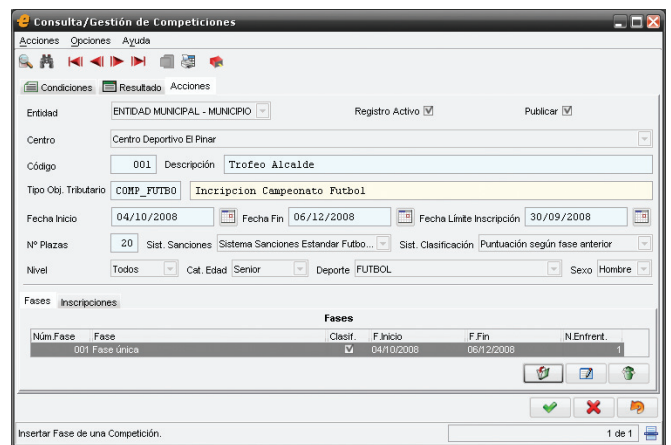 Consulta/Gestión de Competiciones
Acciones Opciones Ayuda
Condiciones Resultado Acciones
Entidad ENTIDAD MUNICIPAL - MUNICIPIO Registro Activo Publicar
Centro Centro Deportivo El Pinar
Código 001 Descripción Trofeo Alcalde
Tipo Obj. Tributario COMP_FUTBO Incripcion Campeonato Futbol
Fecha Inicio 04/10/2008 Fecha Fin 06/12/2008 Fecha Límite Inscripción 30/09/2008
Nº Plazas 20 Sist. Sanciones Sistema Sanciones Estandar Futbo... Sist. Clasificación Puntuación según fase anterior
Nivel Todos Cat. Edad Senior Deporte FUTBOL Sexo Hombre
Fases Inscripciones
Fases
Núm.Fase Fase Clasif. F.Inicio F.Fin N.Enfrent.
001 Fase única 04/10/2008 06/12/2008 1
Insertar Fase de una Competición. 1 de 1